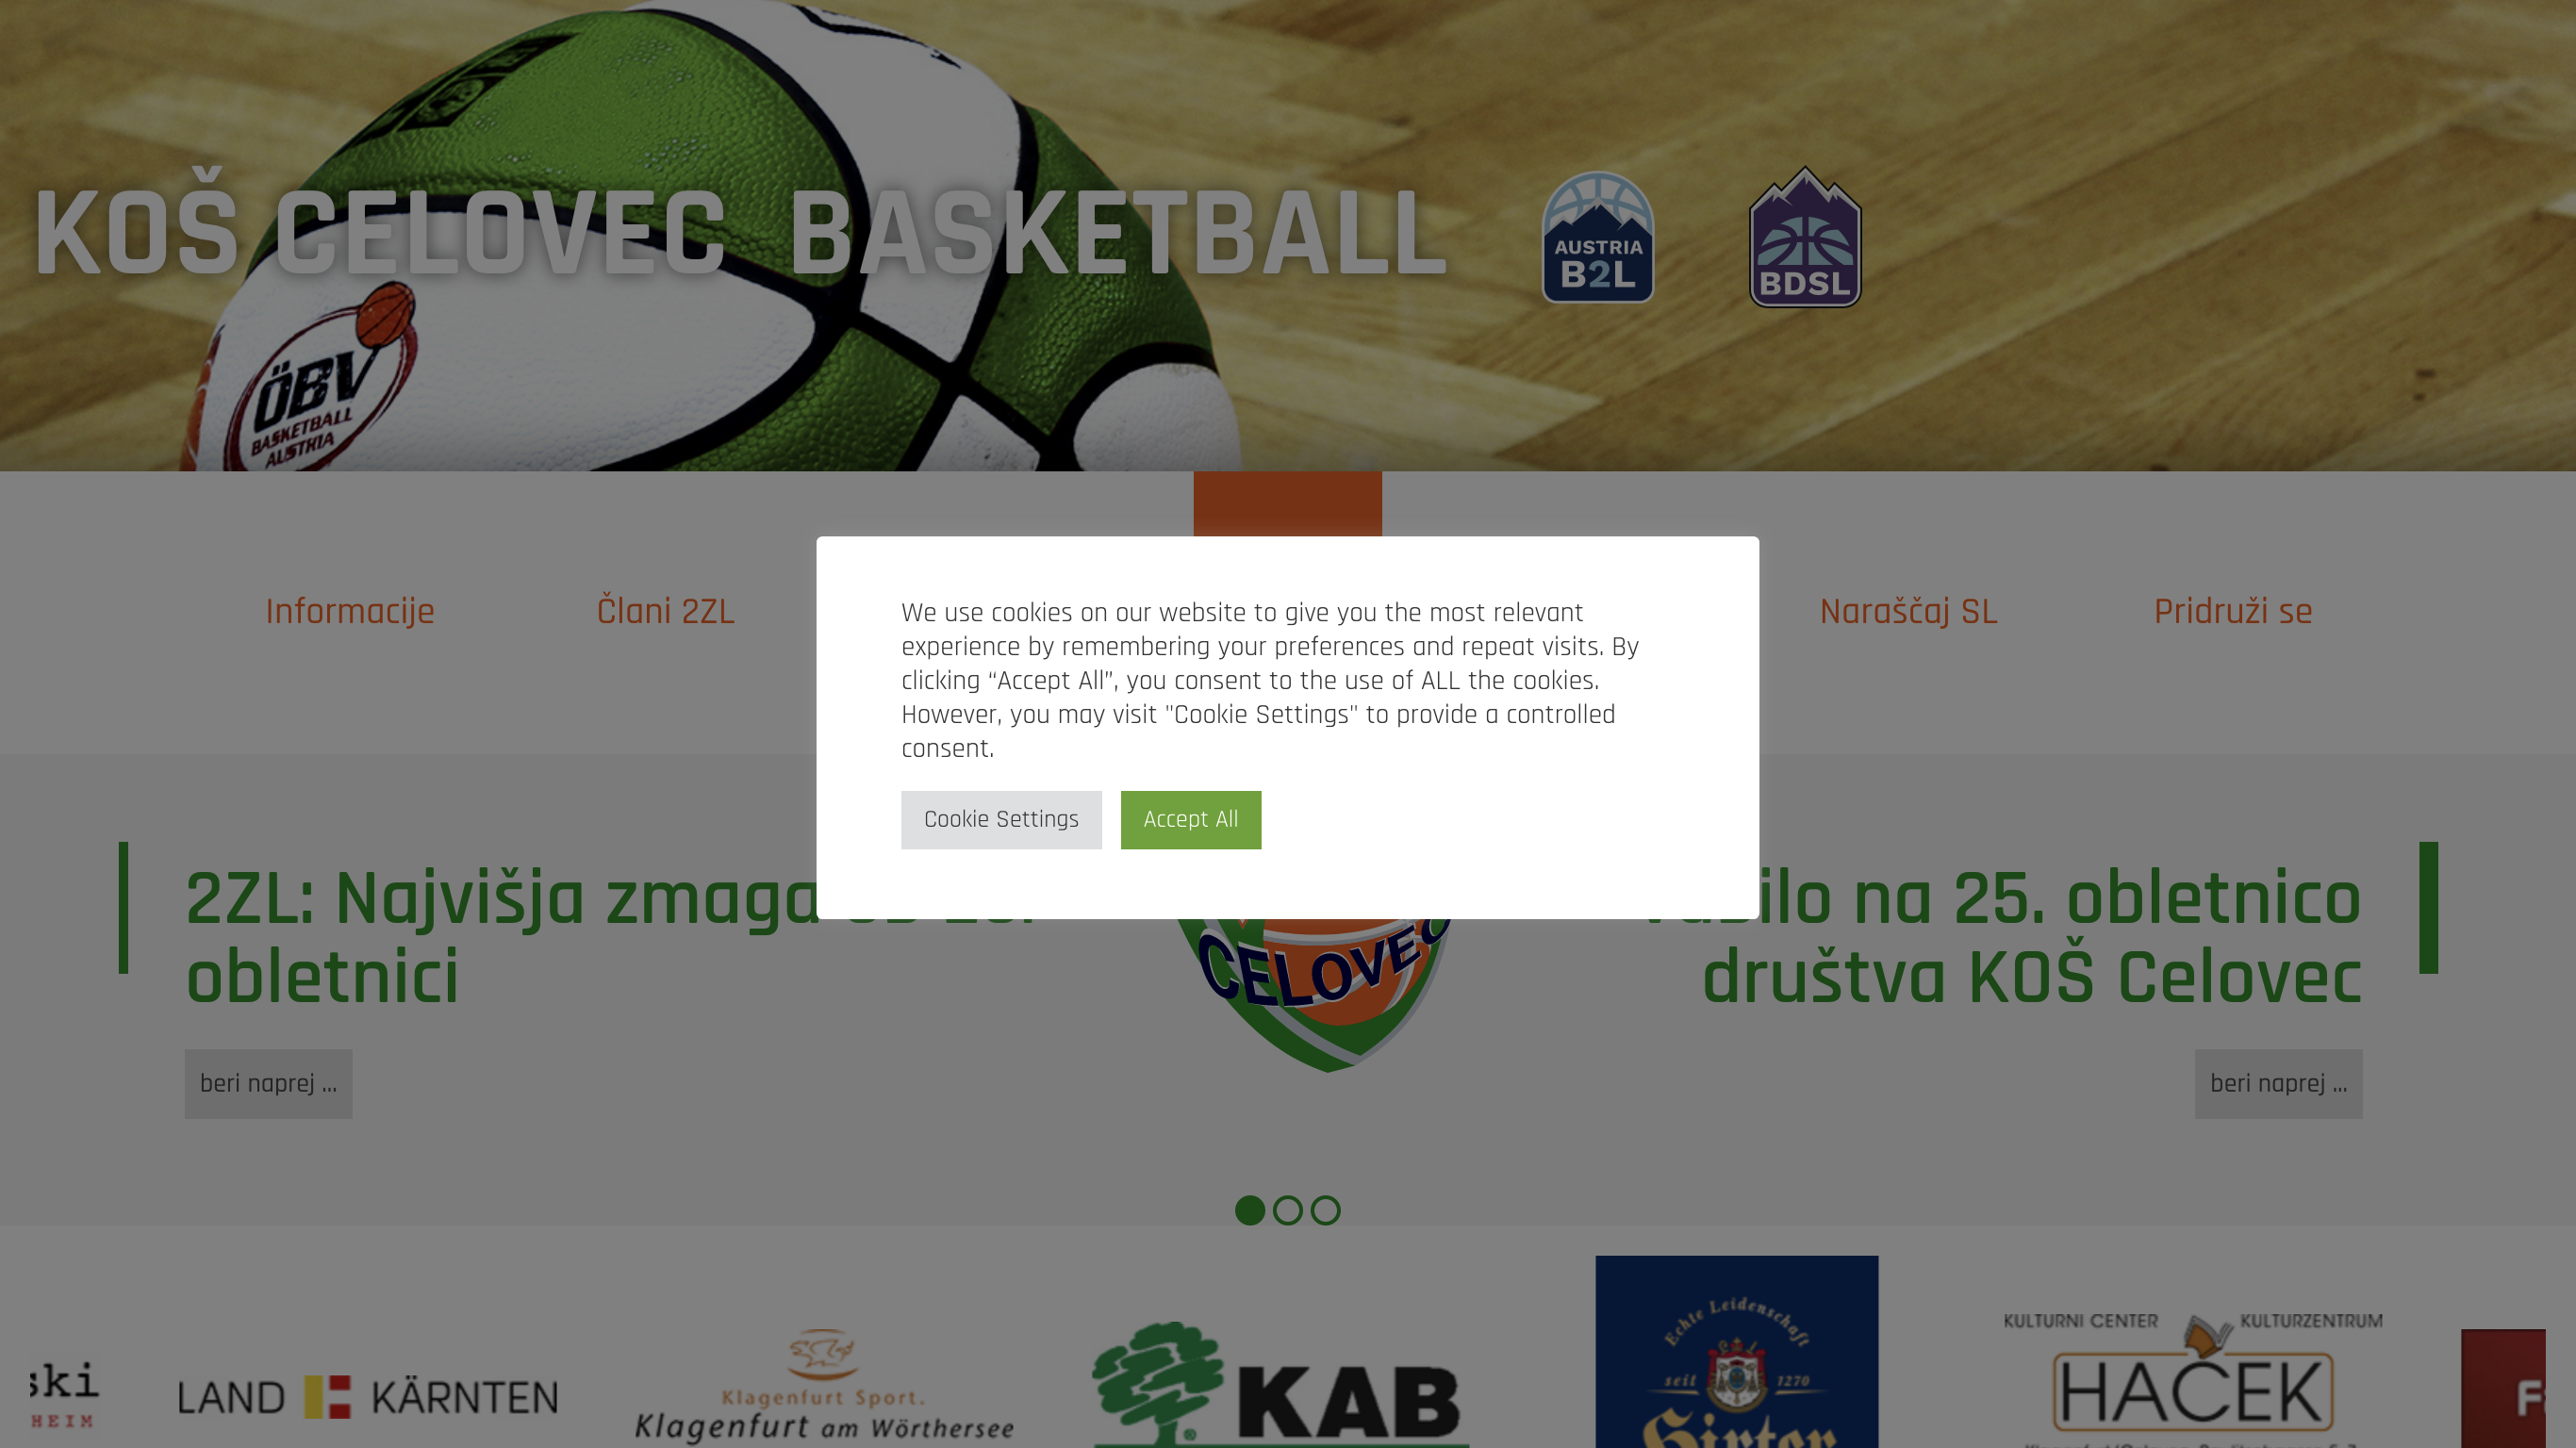 KOŠ CELOVEC BASKETBALL
AUSTRIA
B2L
BDSL
ÖBV
BASKETBALL
AUSTRIA
Informacije
Člani 2ZL
Naraščaj SL
Pridruži se
We use cookies on our website to give you the most relevant
experience by remembering your preferences and repeat visits. By
clicking “Accept All”, you consent to the use of ALL the cookies.
However, you may visit "Cookie Settings" to provide a controlled
consent.
Cookie Settings
Accept All
2ZL: Najvišja zmaga
obletnici
beri naprej ...
CELOVEC
na 25. obletnico
društva KOŠ Celovec
beri naprej ...
ski
HEIM
LAND KÄRNTEN
Klagenfurt Sport.
Klagenfurt am Wörthersee
KAB
Echte Leidenschaft
seit 1270
Hirter
KULTURNI CENTER KULTURZENTRUM
HAČEK